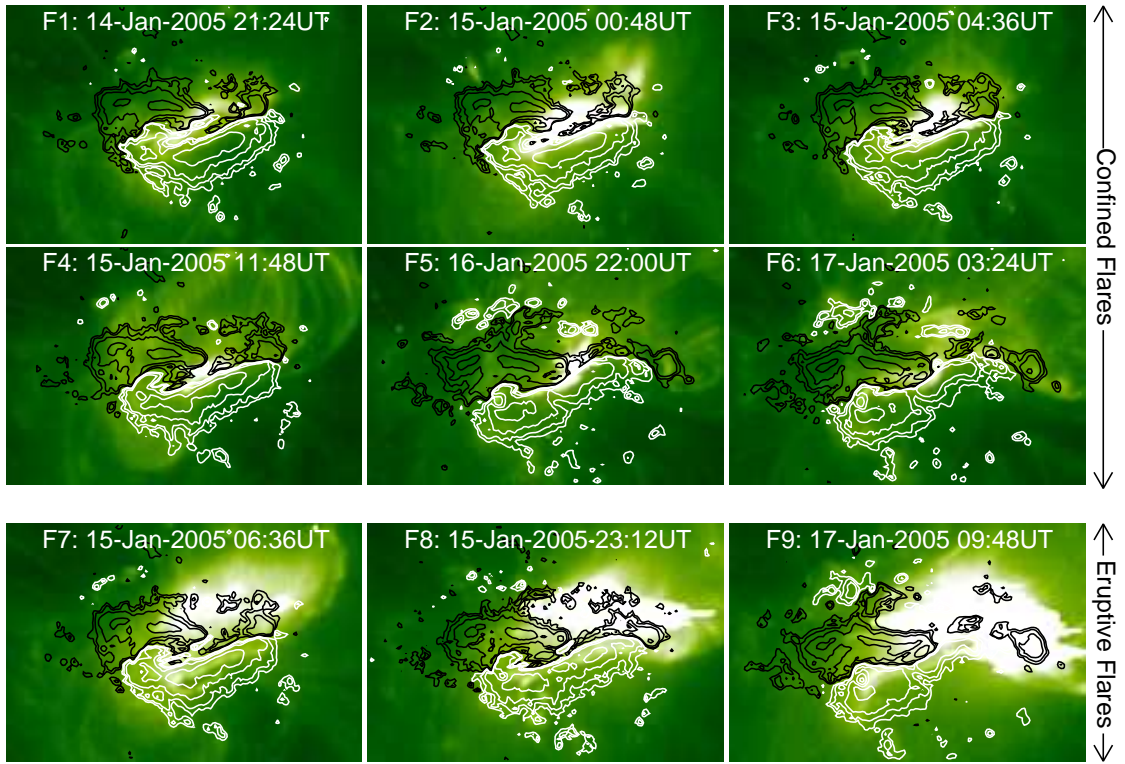 F1: 14-Jan-2005 21:24UT
F2: 15-Jan-2005 00:48UT
F3: 15-Jan-2005 04:36UT
F4: 15-Jan-2005 11:48UT
F5: 16-Jan-2005 22:00UT
F6: 17-Jan-2005 03:24UT
Confined Flares
F7: 15-Jan-2005 06:36UT
F8: 15-Jan-2005 23:12UT
F9: 17-Jan-2005 09:48UT
Eruptive Flares